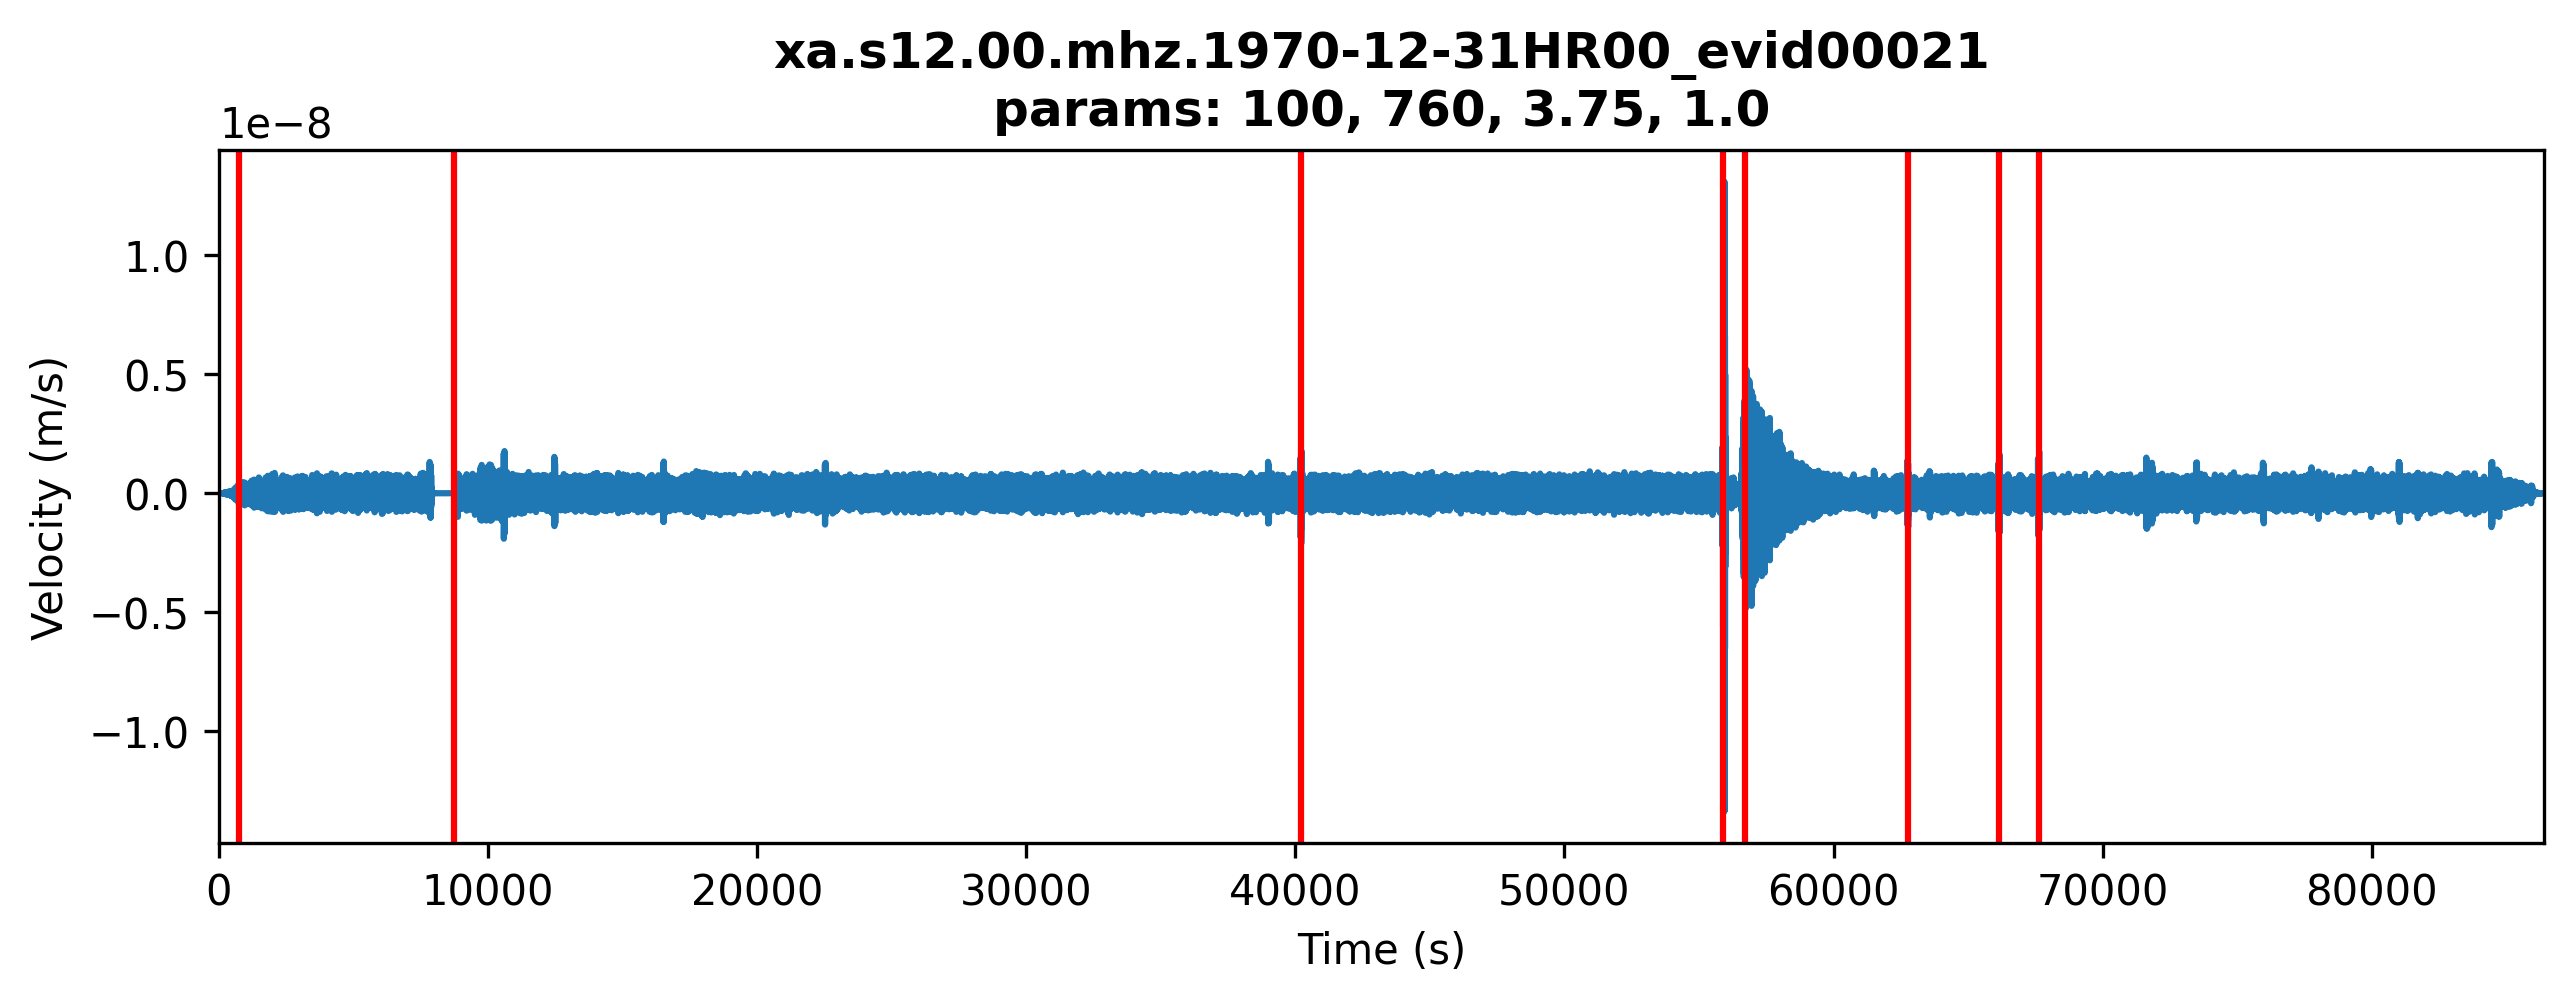 xa.s12.00.mhz.1970-12-31HR00_evid00021
params: 100, 760, 3.75, 1.0
1e−8
1.0
0.5
0.0
−0.5
−1.0
Velocity (m/s)
0 10000 20000 30000 40000 50000 60000 70000 80000
Time (s)